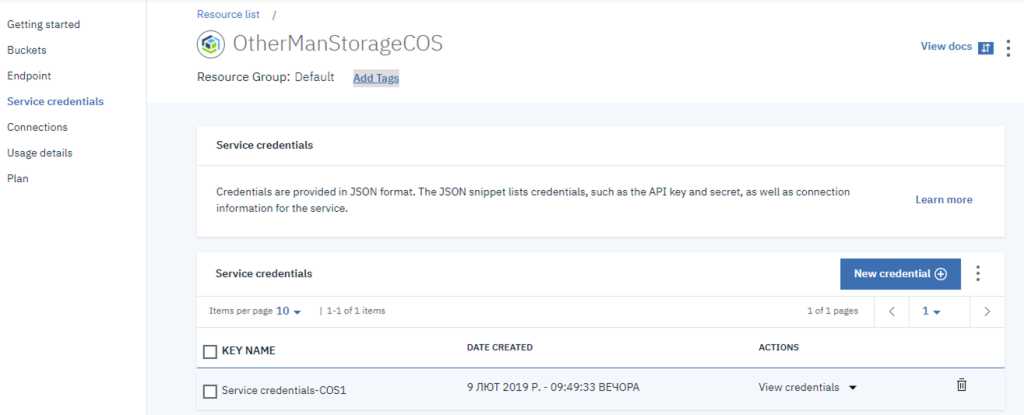 Getting started
Buckets
Endpoint
Service credentials
Connections
Usage details
Plan
Resource list /
OtherManStorageCOS
Resource Group: Default Add Tags
View docs
Service credentials
Credentials are provided in JSON format. The JSON snippet lists credentials, such as the API key and secret, as well as connection
information for the service.
Learn more
Service credentials
New credential
Items per page 10 | 1-1 of 1 items
1 of 1 pages
1
KEY NAME DATE CREATED ACTIONS
Service credentials-COS1 9 ЛЮТ 2019 Р. - 09:49:33 ВЕЧОРА View credentials